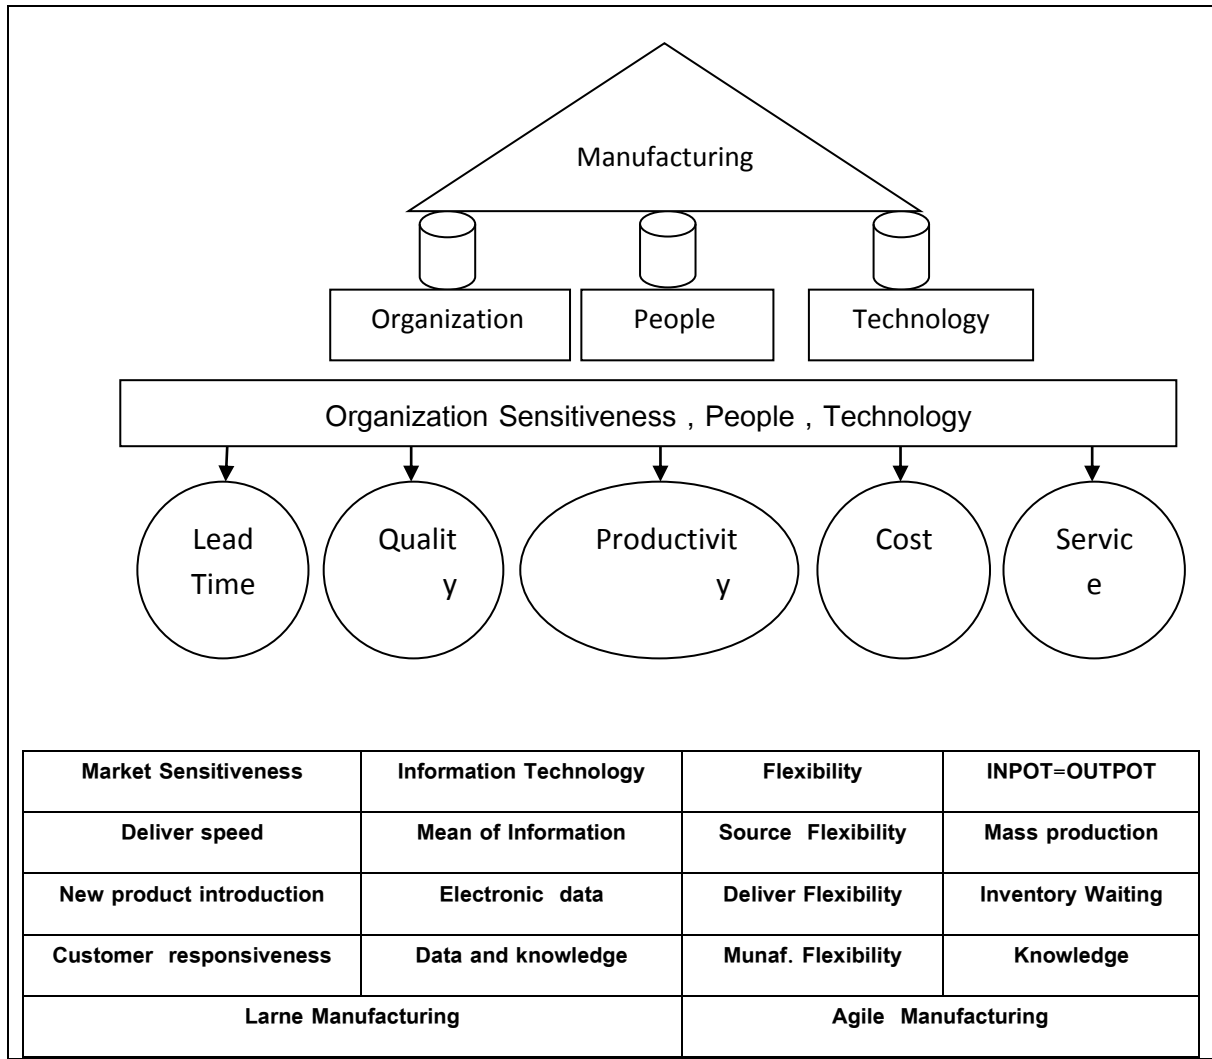 Manufacturing
Organization
People
Technology
Organization Sensitiveness , People , Technology
Lead
Time
Qualit
y
Productivit
y
Cost
Servic
e
Market Sensitiveness
Information Technology
Flexibility
INPOT=OUTPOT
Deliver speed
Mean of Information
Source Flexibility
Mass production
New product introduction
Electronic data
Deliver Flexibility
Inventory Waiting
Customer responsiveness
Data and knowledge
Munaf. Flexibility
Knowledge
Larne Manufacturing
Agile Manufacturing